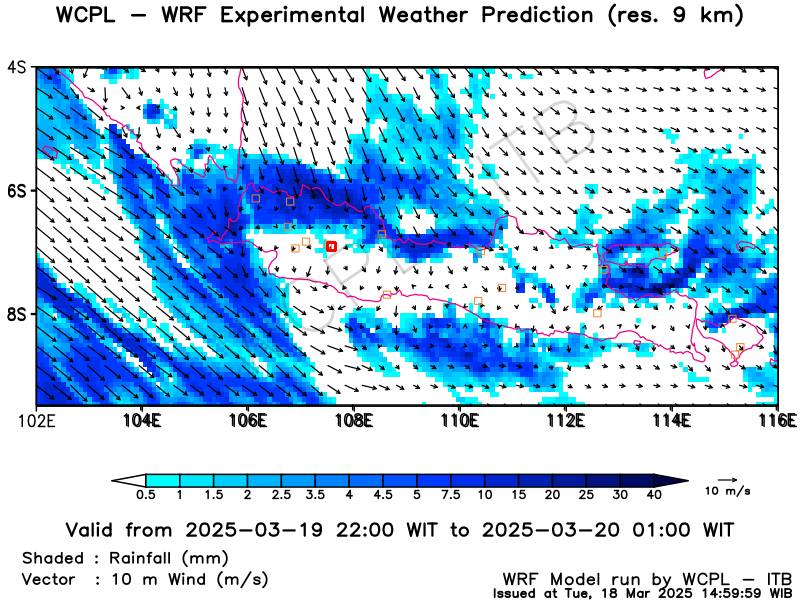 WCPL – WRF Experimental Weather Prediction (res. 9 km)
4S
6S
8S
102E 104E 106E 108E 110E 112E 114E 116E
0.5 1 1.5 2 2.5 3.5 4 4.5 5 7.5 10 15 20 25 30 40
10 m/s
Valid from 2025–03–19 22:00 WIT to 2025–03–20 01:00 WIT
Shaded : Rainfall (mm)
Vector : 10 m Wind (m/s)
WRF Model run by WCPL – ITB
Issued at Tue, 18 Mar 2025 14:59:59 WIB